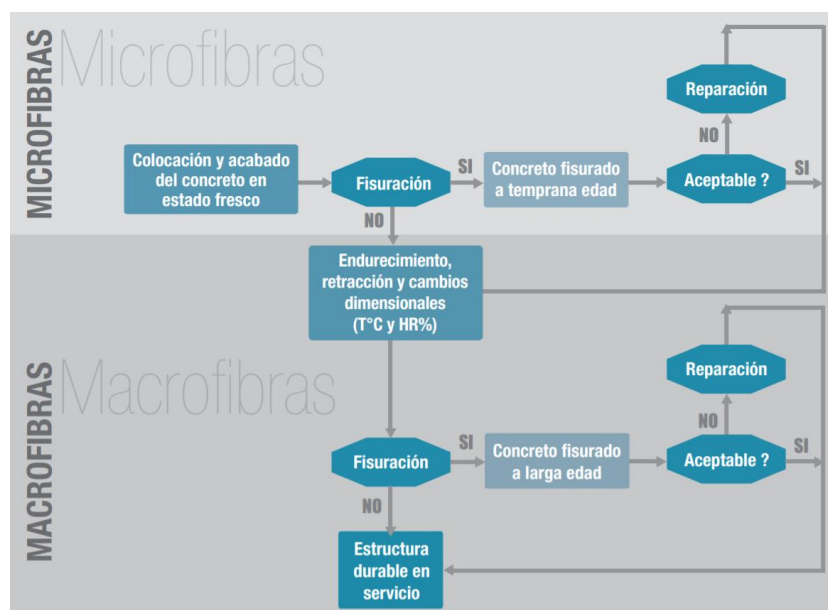 MICROFIBRAS
Microfibras
Colocación y acabado
del concreto en
estado fresco
Fisuración
SI
Concreto fisurado
a temprana edad
Aceptable ?
SI
NO
Reparación
NO
Endurecimiento,
retracción y cambios
dimensionales
(T°C y HR%)
MACROFIBRAS
Macrofibras
Fisuración
SI
Concreto fisurado
a larga edad
Aceptable ?
SI
NO
Reparación
NO
Estructura
durable en
servicio